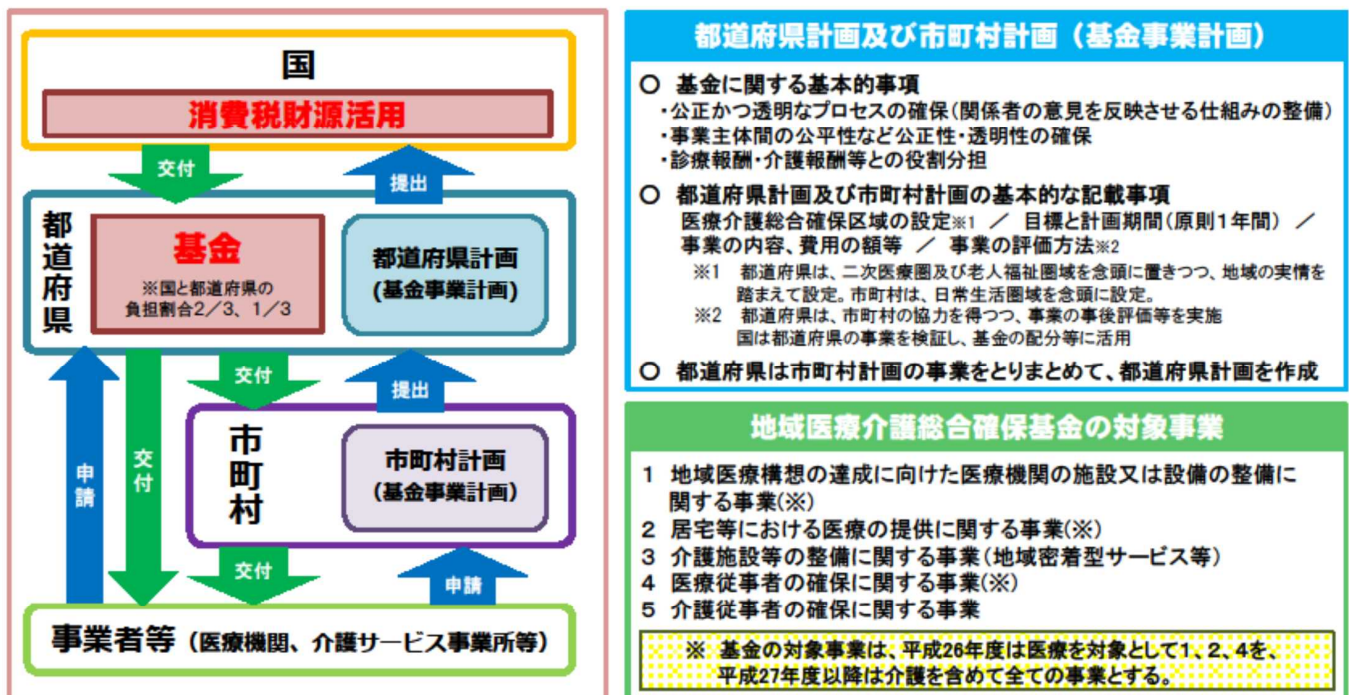 国
消費税財源活用
交付
提出
都道府県
基金
※国と都道府県の
負担割合2/3、1/3
都道府県計画
(基金事業計画)
申請
交付
交付
提出
市町村
市町村計画
(基金事業計画)
交付
申請
事業者等(医療機関、介護サービス事業所等)
都道府県計画及び市町村計画(基金事業計画)
○ 基金に関する基本的事項
・公正かつ透明なプロセスの確保(関係者の意見を反映させる仕組みの整備)
・事業主体間の公平性など公正性・透明性の確保
・診療報酬・介護報酬等との役割分担
○ 都道府県計画及び市町村計画の基本的な記載事項
医療介護総合確保区域の設定※1 / 目標と計画期間(原則1年間) /
事業の内容、費用の額等 / 事業の評価方法※2
※1 都道府県は、二次医療圏及び老人福祉圏域を念頭に置きつつ、地域の実情を
踏まえて設定。市町村は、日常生活圏域を念頭に設定。
※2 都道府県は、市町村の協力を得つつ、事業の事後評価等を実施
国は都道府県の事業を検証し、基金の配分等に活用
○ 都道府県は市町村計画の事業をとりまとめて、都道府県計画を作成
地域医療介護総合確保基金の対象事業
1 地域医療構想の達成に向けた医療機関の施設又は設備の整備に
関する事業(※)
2 居宅等における医療の提供に関する事業(※)
3 介護施設等の整備に関する事業(地域密着型サービス等)
4 医療従事者の確保に関する事業(※)
5 介護従事者の確保に関する事業
※ 基金の対象事業は、平成26年度は医療を対象として1、2、4を、
平成27年度以降は介護を含めて全ての事業とする。